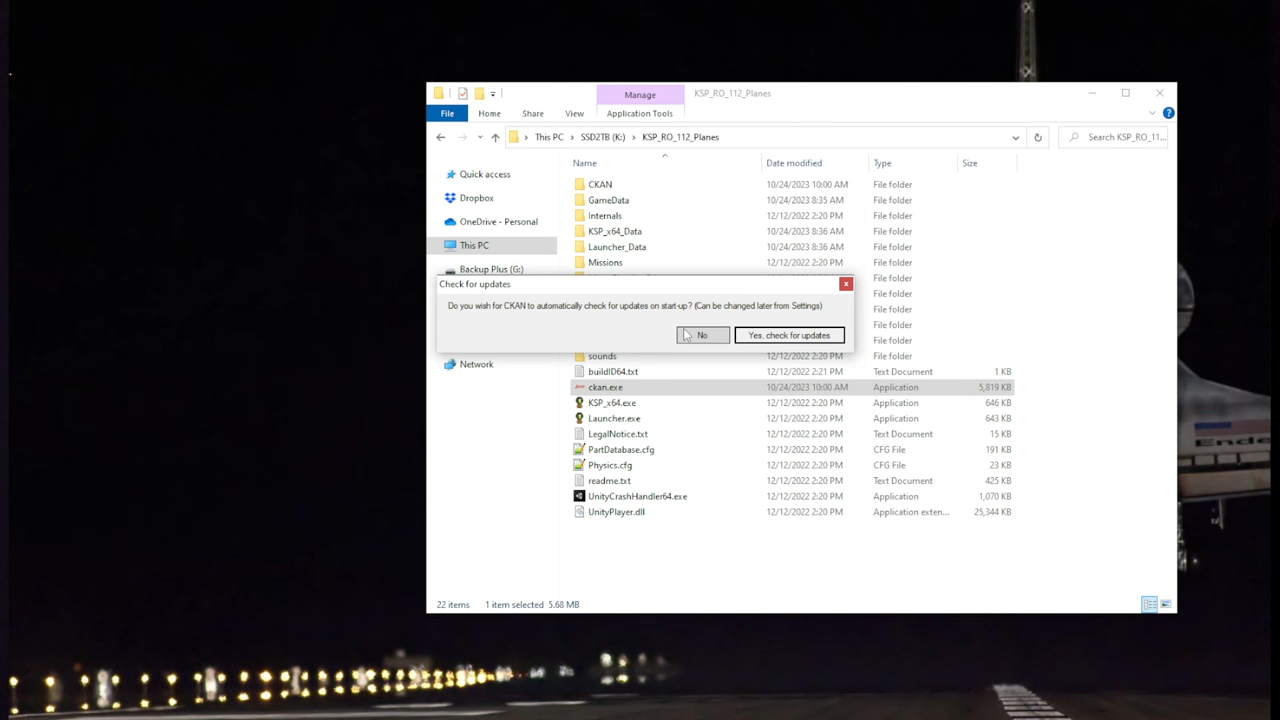 Manage KSP_RO_112_Planes
File Home Share View Application Tools
This PC SSD2TB (K:) KSP_RO_112_Planes Search KSP_RO_11...
Name Date modified Type Size
Quick access
Dropbox
OneDrive - Personal
This PC
Backup Plus (G:)
Network
CKAN 10/24/2023 10:00 AM File folder
GameData 10/24/2023 8:35 AM File folder
Internals 12/12/2022 2:20 PM File folder
KSP_x64_Data 10/24/2023 8:36 AM File folder
Launcher_Data 10/24/2023 8:36 AM File folder
Missions 12/12/2022 2:20 PM File folder
File folder
File folder
File folder
File folder
File folder
Check for updates
Do you wish for CKAN to automatically check for updates on start-up? (Can be changed later from Settings)
No Yes, check for updates
sounds 12/12/2022 2:20 PM File folder
buildID64.txt 12/12/2022 2:21 PM Text Document 1 KB
ckan.exe 10/24/2023 10:00 AM Application 5,819 KB
KSP_x64.exe 12/12/2022 2:20 PM Application 646 KB
Launcher.exe 12/12/2022 2:20 PM Application 643 KB
LegalNotice.txt 12/12/2022 2:20 PM Text Document 15 KB
PartDatabase.cfg 12/12/2022 2:20 PM CFG File 191 KB
Physics.cfg 12/12/2022 2:20 PM CFG File 23 KB
readme.txt 12/12/2022 2:20 PM Text Document 425 KB
UnityCrashHandler64.exe 12/12/2022 2:20 PM Application 1,070 KB
UnityPlayer.dll 12/12/2022 2:20 PM Application exten... 25,344 KB
22 items 1 item selected 5.68 MB
Ende